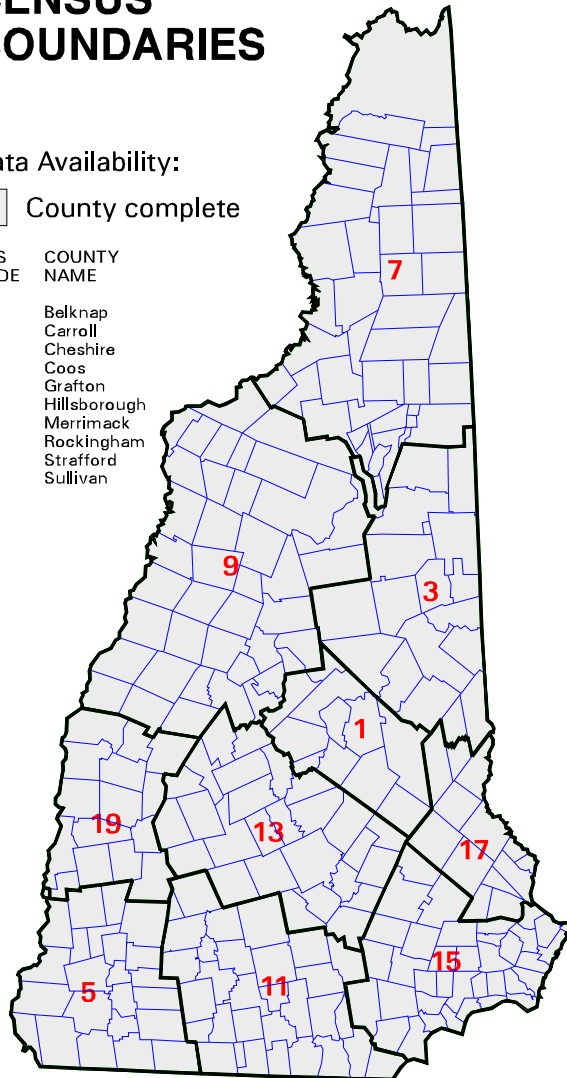 ENSUS
OUNDARIES
ata Availability:
County complete
S COUNTY
DE NAME
Belknap
Carroll
Cheshire
Coos
Grafton
Hillsborough
Merrimack
Rockingham
Strafford
Sullivan
7
9
3
1
19
13
17
15
5
11